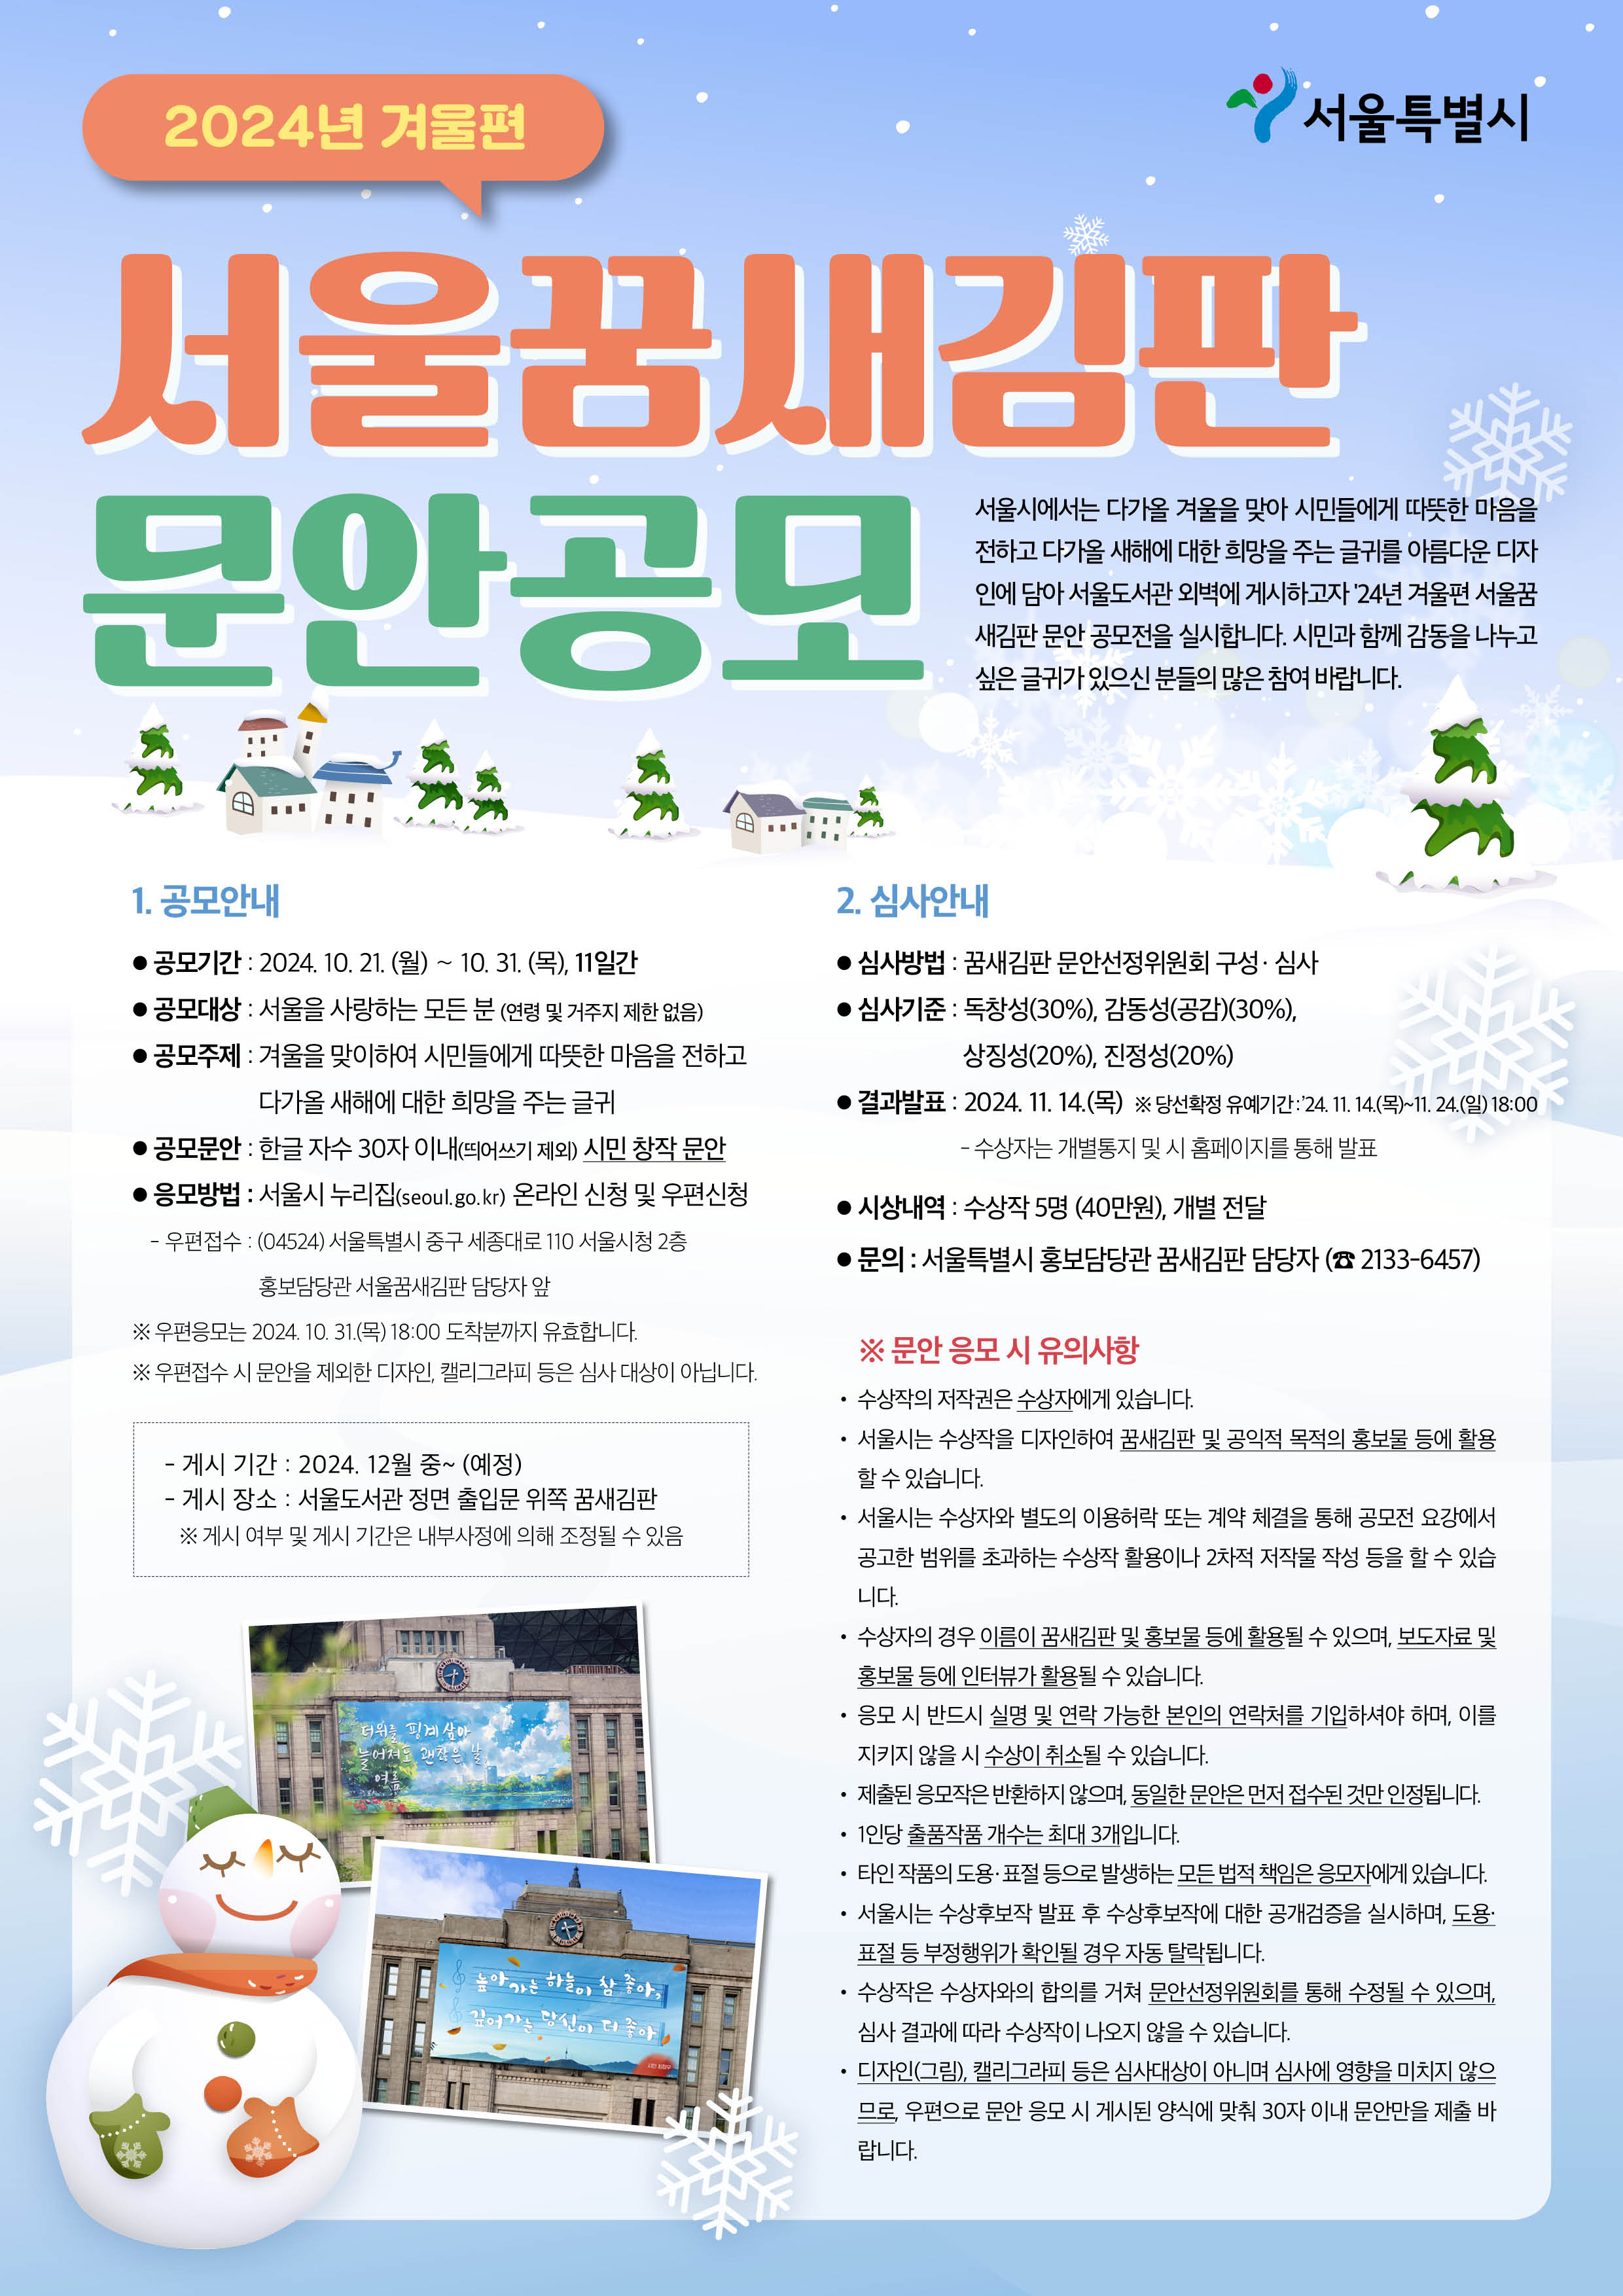 2024년 겨울편
서울특별시
서울꿈새김판
문안공모
서울시에서는 다가올 겨울을 맞아 시민들에게 따뜻한 마음을
전하고 다가올 새해에 대한 희망을 주는 글귀를 아름다운 디자
인에 담아 서울도서관 외벽에 게시하고자 '24년 겨울편 서울꿈
새김판 문안 공모전을 실시합니다. 시민과 함께 감동을 나누고
싶은 글귀가 있으신 분들의 많은 참여 바랍니다.
1. 공모안내
● 공모기간 : 2024. 10. 21. (월) ~ 10. 31. (목), 11일간
● 공모대상 : 서울을 사랑하는 모든 분 (연령 및 거주지 제한 없음)
● 공모주제 : 겨울을 맞이하여 시민들에게 따뜻한 마음을 전하고
다가올 새해에 대한 희망을 주는 글귀
● 공모문안 : 한글 자수 30자 이내(띄어쓰기 제외) 시민 창작 문안
● 응모방법 : 서울시 누리집(seoul.go.kr) 온라인 신청 및 우편신청
- 우편접수 : (04524) 서울특별시 중구 세종대로 110 서울시청 2층
홍보담당관 서울꿈새김판 담당자 앞
※ 우편응모는 2024. 10. 31.(목) 18:00 도착분까지 유효합니다.
※ 우편접수 시 문안을 제외한 디자인, 캘리그라피 등은 심사 대상이 아닙니다.
- 게시 기간 : 2024. 12월 중~ (예정)
- 게시 장소 : 서울도서관 정면 출입문 위쪽 꿈새김판
※ 게시 여부 및 게시 기간은 내부사정에 의해 조정될 수 있음
더위를 핑계 삼아
늘어져도 괜찮은 날,
여름
높아가는 하늘이 참 좋아,
깊어가는 당신이 더 좋아
2. 심사안내
● 심사방법 : 꿈새김판 문안선정위원회 구성· 심사
● 심사기준 : 독창성(30%), 감동성(공감)(30%),
상징성(20%), 진정성(20%)
● 결과발표 : 2024. 11. 14.(목) ※ 당선확정 유예기간 : '24. 11. 14.(목)~11. 24.(일) 18:00
- 수상자는 개별통지 및 시 홈페이지를 통해 발표
● 시상내역 : 수상작 5명 (40만원), 개별 전달
● 문의 : 서울특별시 홍보담당관 꿈새김판 담당자 (☎ 2133-6457)
※ 문안 응모 시 유의사항
• 수상작의 저작권은 수상자에게 있습니다.
• 서울시는 수상작을 디자인하여 꿈새김판 및 공익적 목적의 홍보물 등에 활용
할 수 있습니다.
• 서울시는 수상자와 별도의 이용허락 또는 계약 체결을 통해 공모전 요강에서
공고한 범위를 초과하는 수상작 활용이나 2차적 저작물 작성 등을 할 수 있습
니다.
• 수상자의 경우 이름이 꿈새김판 및 홍보물 등에 활용될 수 있으며, 보도자료 및
홍보물 등에 인터뷰가 활용될 수 있습니다.
• 응모 시 반드시 실명 및 연락 가능한 본인의 연락처를 기입하셔야 하며, 이를
지키지 않을 시 수상이 취소될 수 있습니다.
• 제출된 응모작은 반환하지 않으며, 동일한 문안은 먼저 접수된 것만 인정됩니다.
• 1인당 출품작품 개수는 최대 3개입니다.
• 타인 작품의 도용· 표절 등으로 발생하는 모든 법적 책임은 응모자에게 있습니다.
• 서울시는 수상후보작 발표 후 수상후보작에 대한 공개검증을 실시하며, 도용·
표절 등 부정행위가 확인될 경우 자동 탈락됩니다.
• 수상작은 수상자와의 합의를 거쳐 문안선정위원회를 통해 수정될 수 있으며,
심사 결과에 따라 수상작이 나오지 않을 수 있습니다.
• 디자인(그림), 캘리그라피 등은 심사대상이 아니며 심사에 영향을 미치지 않으
므로, 우편으로 문안 응모 시 게시된 양식에 맞춰 30자 이내 문안만을 제출 바
랍니다.